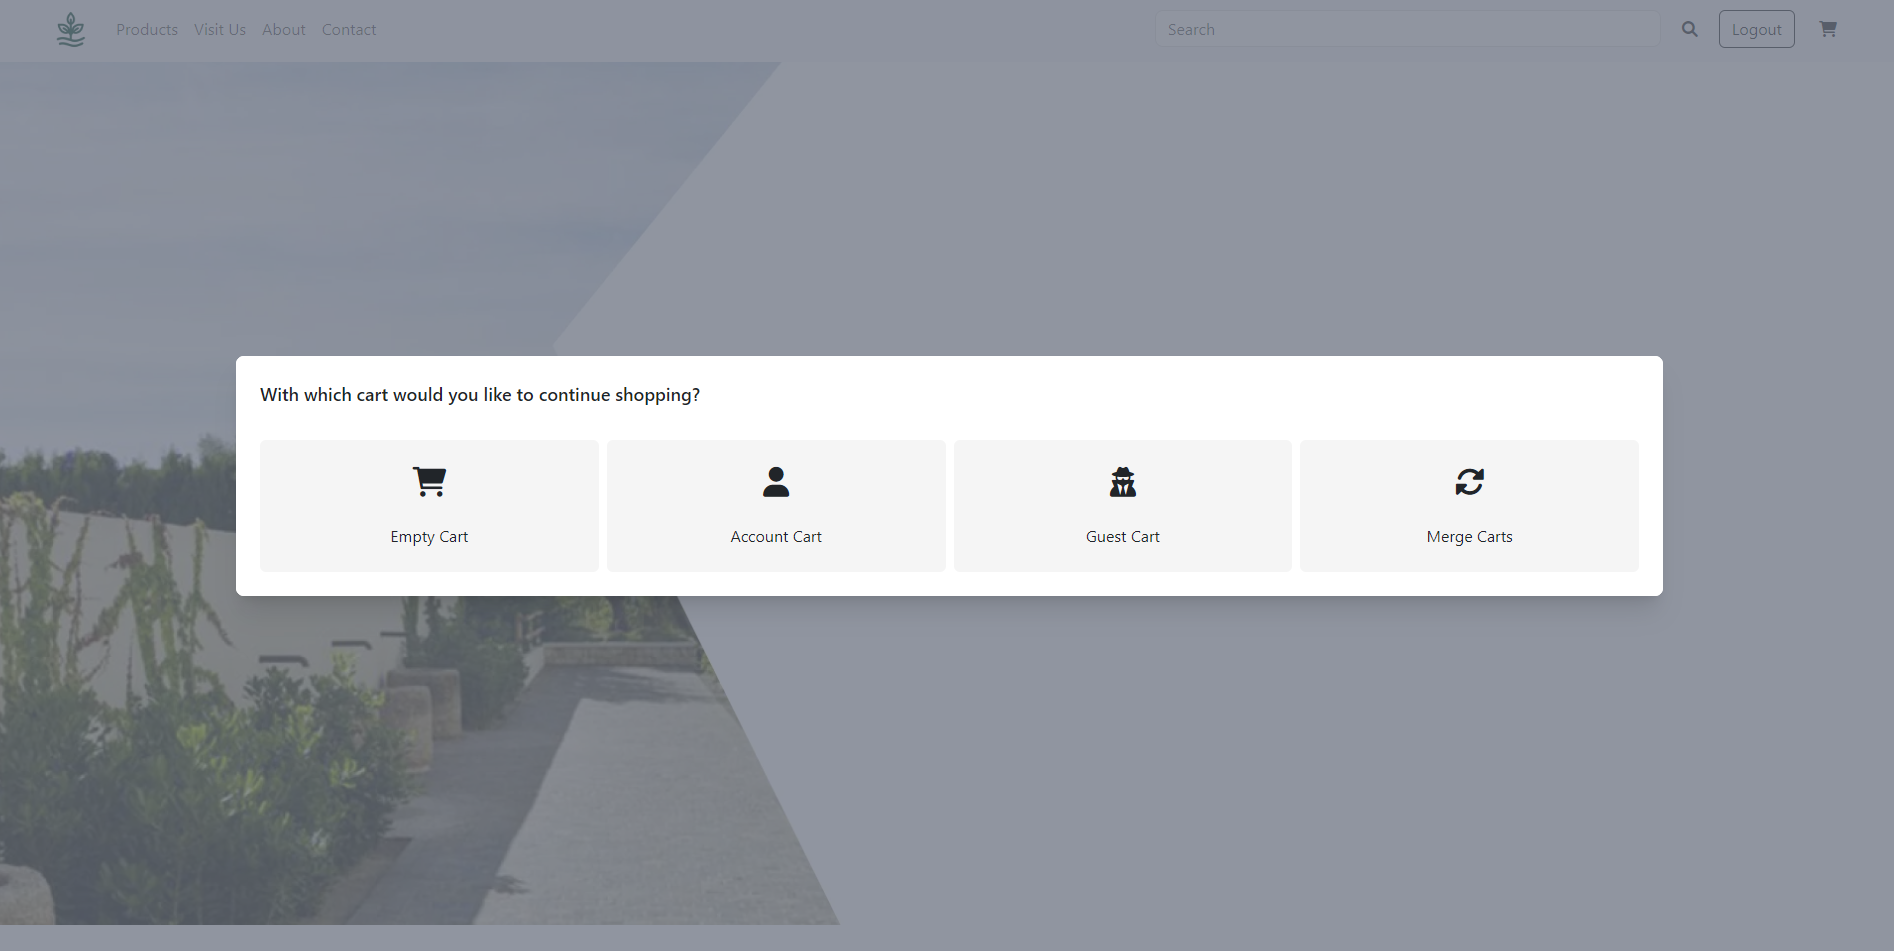 Products Visit Us About Contact Search Logout
With which cart would you like to continue shopping?
Empty Cart Account Cart Guest Cart Merge Carts